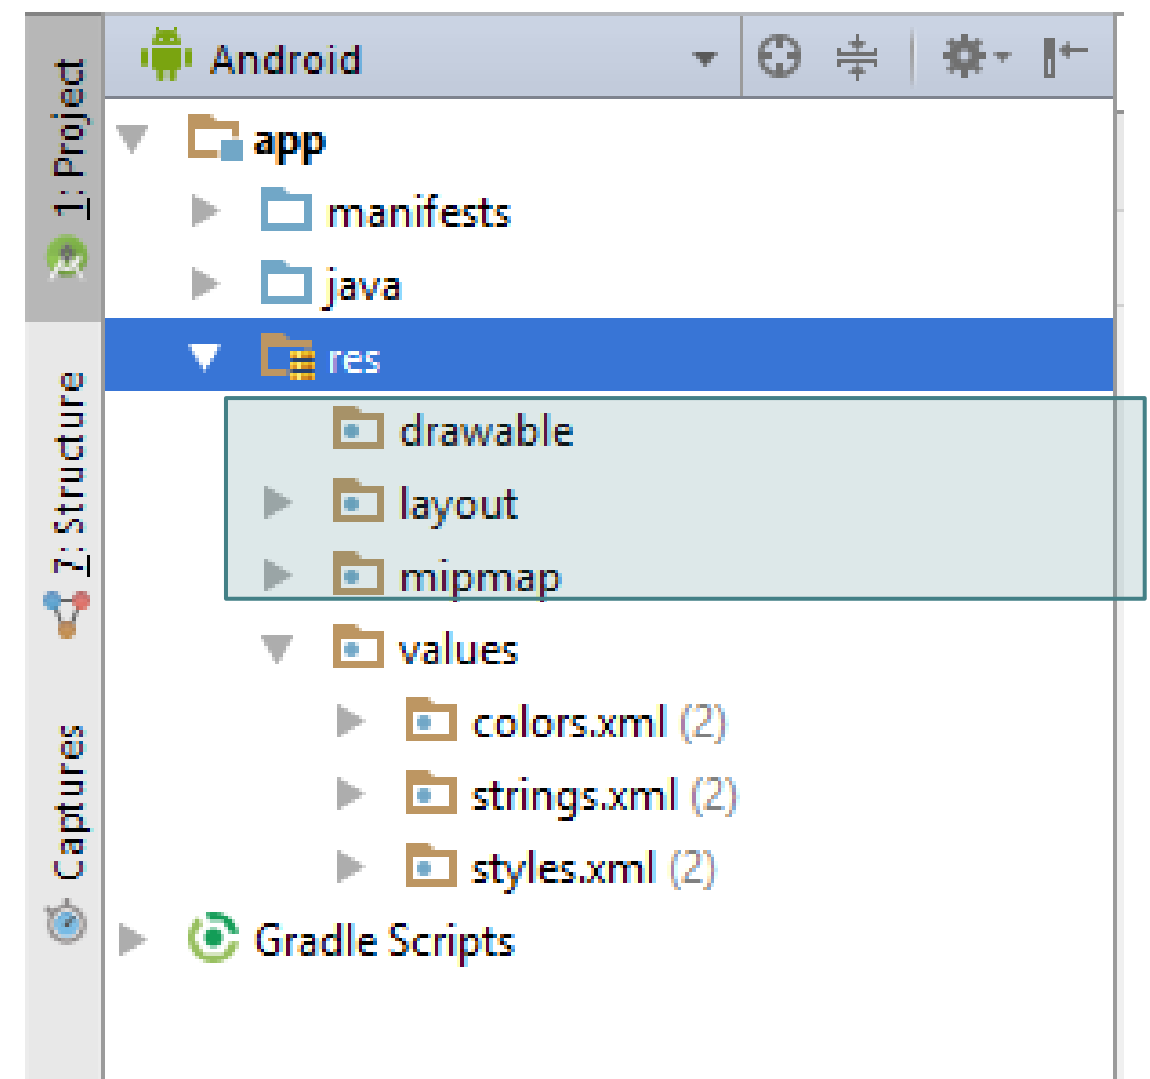 Android
app
manifests
java
res
drawable
layout
mipmap
values
colors.xml (2)
strings.xml (2)
styles.xml (2)
Gradle Scripts
1: Project
7: Structure
Captures